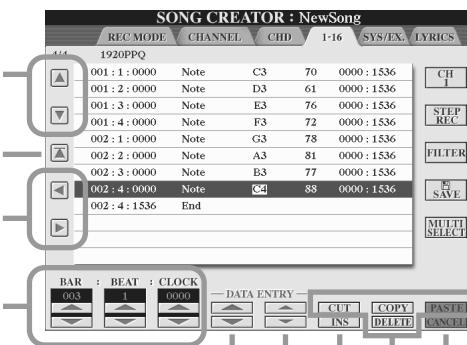 SONG CREATOR : NewSong
REC MODE CHANNEL CHD 1-16 SYS/EX. LYRICS
4/4 1920PPQ
001 : 1 : 0000 Note C3 70 0000 : 1536
001 : 2 : 0000 Note D3 61 0000 : 1536
001 : 3 : 0000 Note E3 76 0000 : 1536
001 : 4 : 0000 Note F3 72 0000 : 1536
002 : 1 : 0000 Note G3 78 0000 : 1536
002 : 2 : 0000 Note A3 81 0000 : 1536
002 : 3 : 0000 Note B3 77 0000 : 1536
002 : 4 : 0000 Note C4 88 0000 : 1536
002 : 4 : 1536 End
CH
1
STEP
REC
FILTER
SAVE
MULTI
SELECT
BAR : BEAT : CLOCK
003 1 0000
DATA ENTRY
CUT COPY PASTE
INS DELETE CANCEL